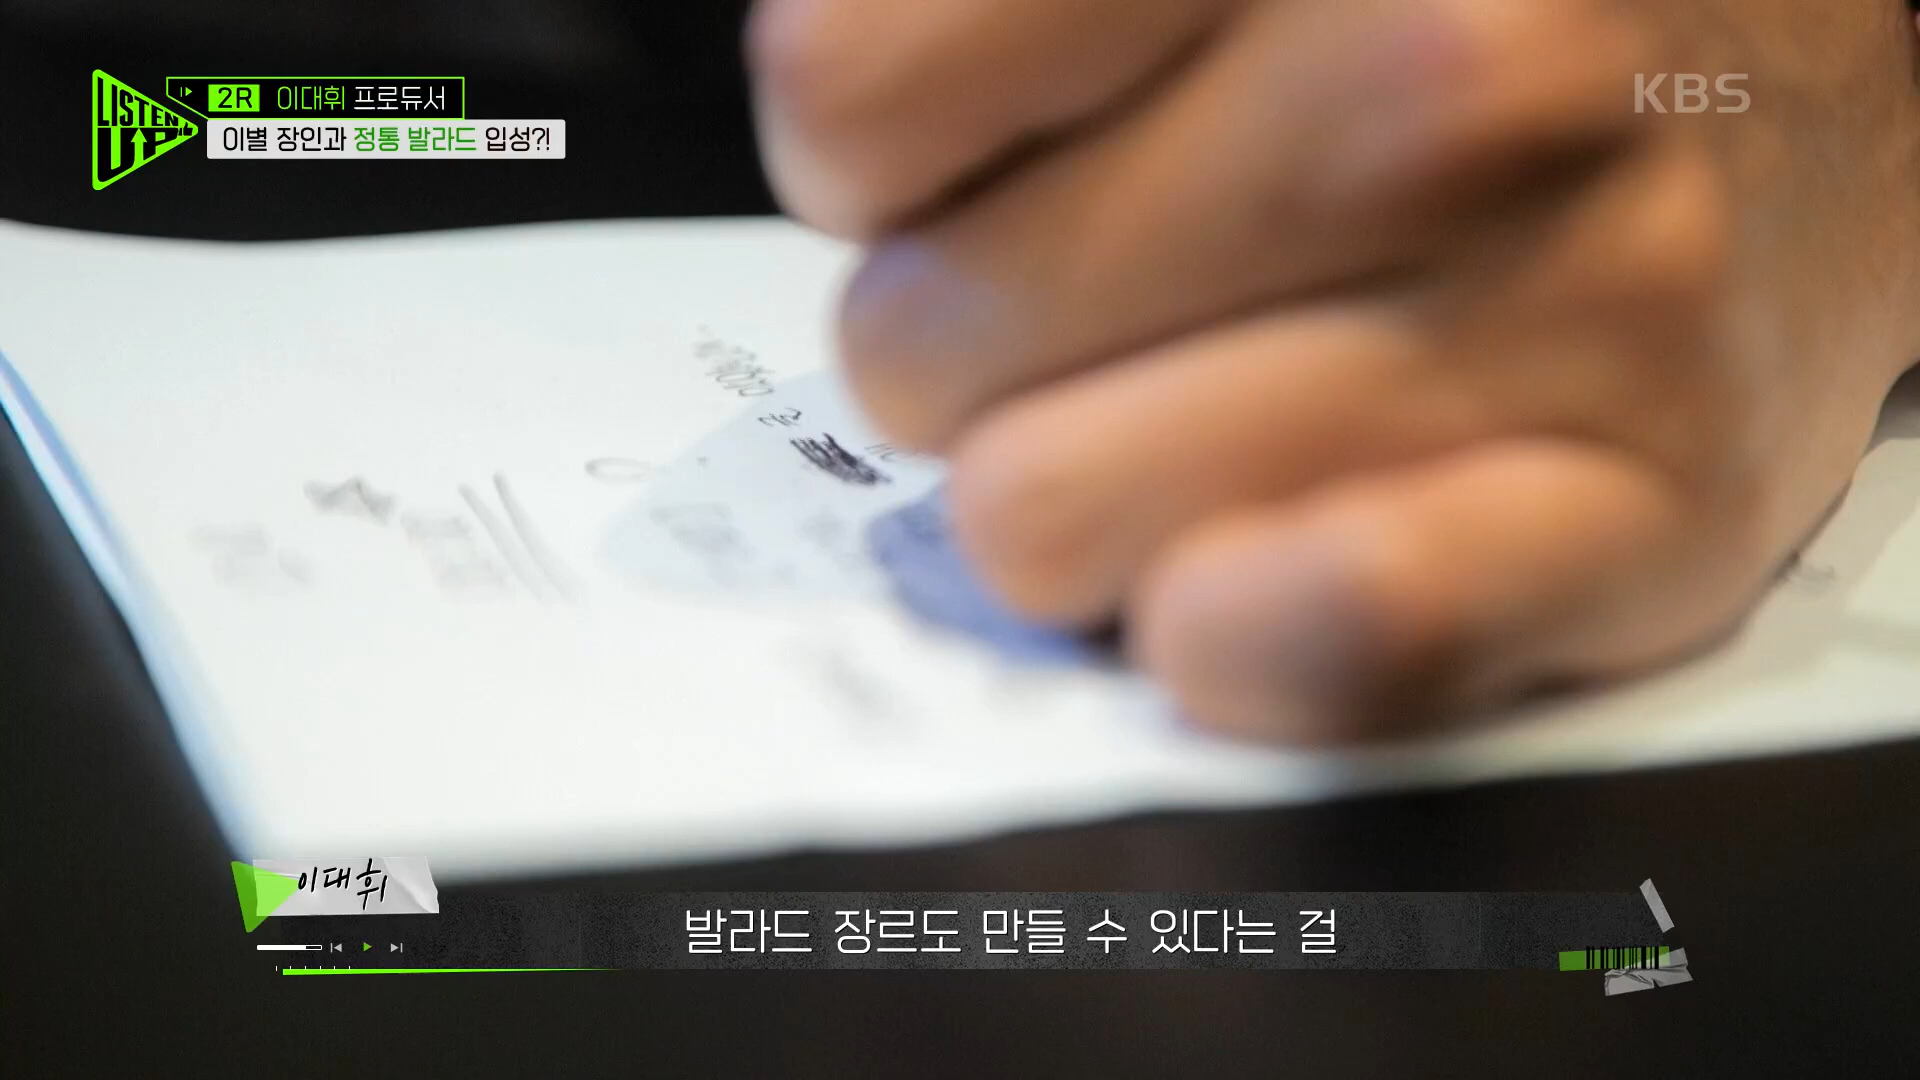 LISTEN UP
2R 이대휘 프로듀서
이별 장인과 정통 발라드 입성?!
KBS
이대휘
발라드 장르도 만들 수 있다는 걸